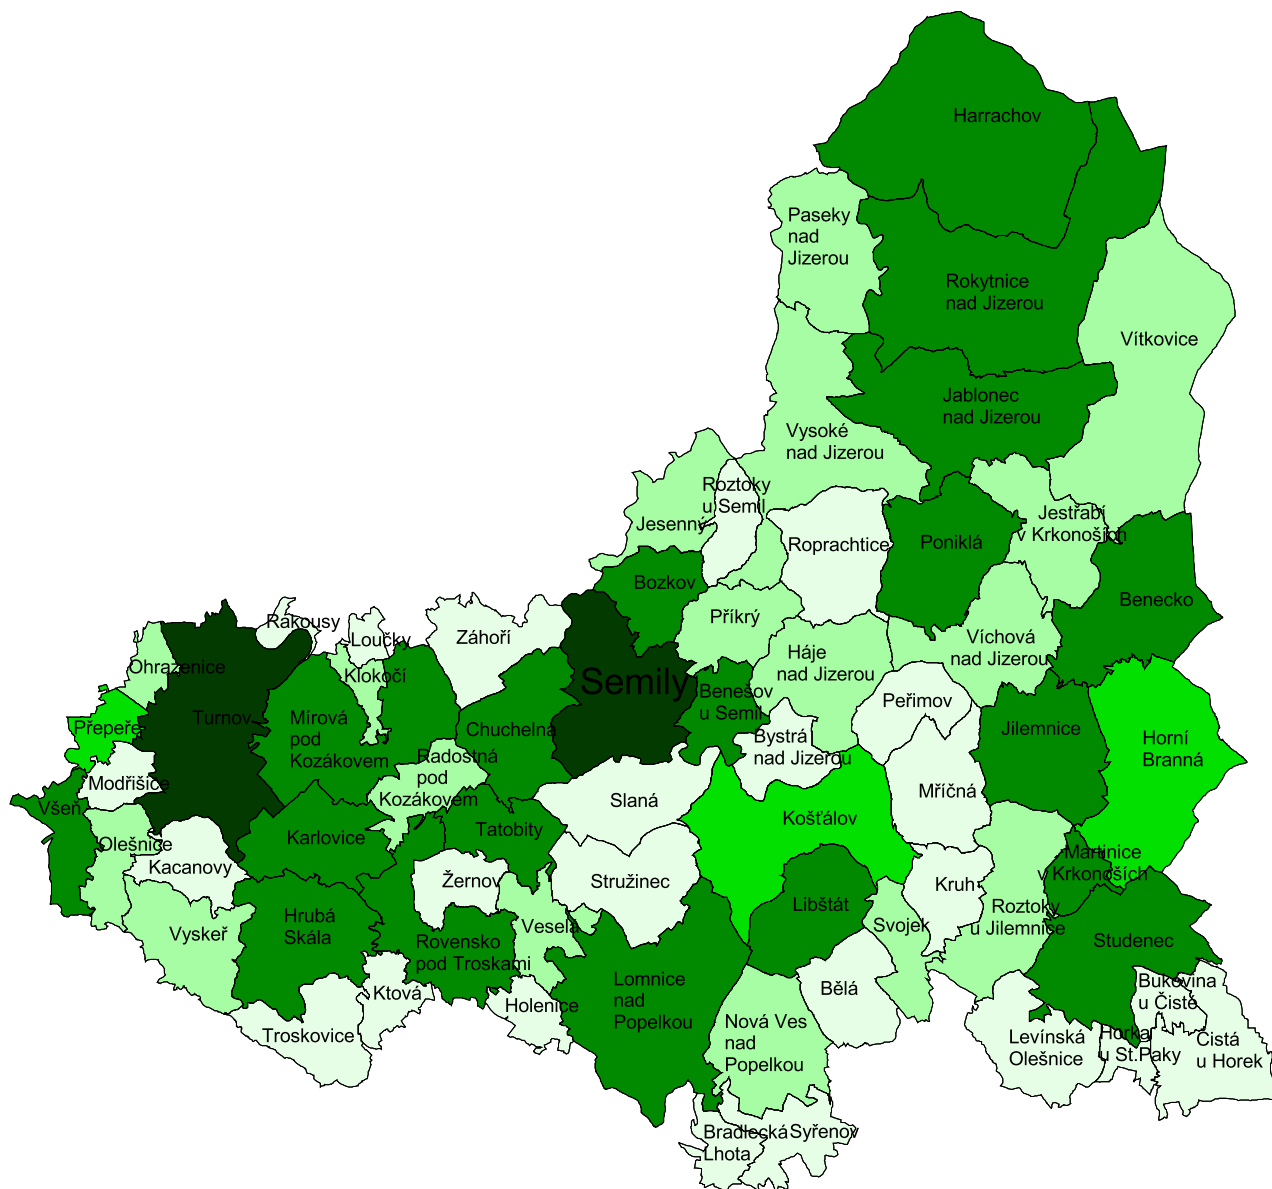 Harrachov
Paseky
nad
Jizerou
Rokytnice
nad Jizerou
Vítkovice
Jablonec
nad Jizerou
Vysoké
nad Jizerou
Roztoky
u Semil
Jesenný
Jestřabí
v Krkonoších
Roprachtice
Poniklá
Bozkov
Benecko
Příkrý
Rakousy
Loučky
Záhoří
Víchová
nad Jizerou
Háje
nad Jizerou
Ohrazenice
Klokočí
Semily
Benešov
u Semil
Peřimov
Turnov
Mírová
pod
Kozákovem
Přepeře
Chuchelna
Jilemnice
Bystrá
nad Jizerou
Horní
Branná
Radostná
pod
Kozákovem
Modřišice
Všeň
Slaná
Mříčná
Košťálov
Karlovice
Tatobity
Olešnice
Kacanovy
Martinice
v Krkonoších
Žernov
Stružinec
Kruh
Libštát
Roztoky
u Jilemnice
Hrubá
Skála
Vyskeř
Veselá
Svojek
Rovensko
pod Troskami
Studenec
Lomnice
nad
Popelkou
Ktová
Holenice
Bělá
Bukovina
u Čisté
Troskovice
Nová Ves
nad
Popelkou
Levínská
Olešnice
Horka
u St.Paky
Čistá
u Horek
Bradlecká
Lhota
Syřenov